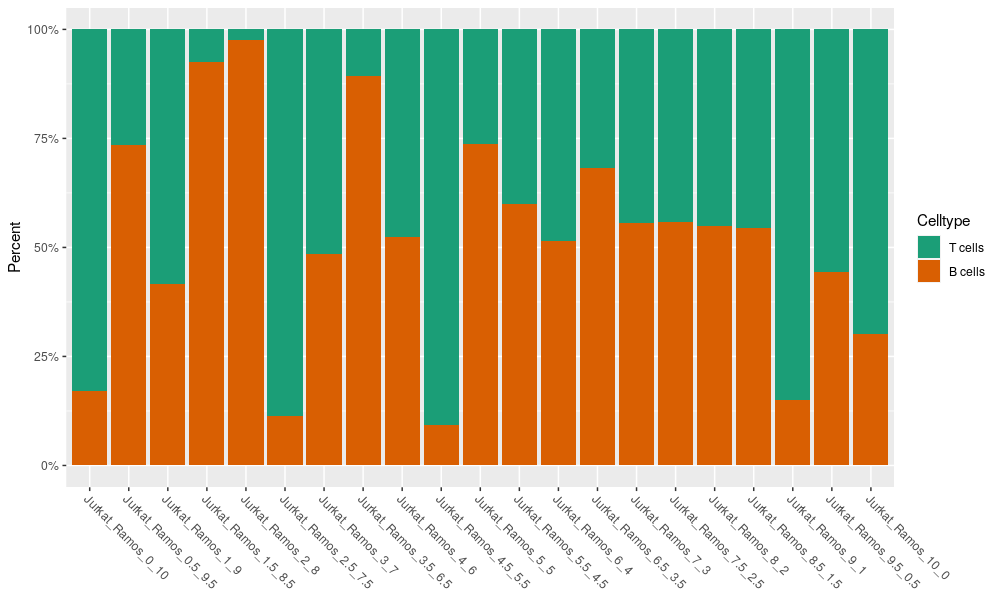 100%
75%
50%
25%
0%
Percent
Jurkat_Ramos_0_10
Jurkat_Ramos_0.5_9.5
Jurkat_Ramos_1_9
Jurkat_Ramos_1.5_8.5
Jurkat_Ramos_2_8
Jurkat_Ramos_2.5_7.5
Jurkat_Ramos_3_7
Jurkat_Ramos_3.5_6.5
Jurkat_Ramos_4_6
Jurkat_Ramos_4.5_5.5
Jurkat_Ramos_5_5
Jurkat_Ramos_5.5_4.5
Jurkat_Ramos_6_4
Jurkat_Ramos_6.5_3.5
Jurkat_Ramos_7_3
Jurkat_Ramos_7.5_2.5
Jurkat_Ramos_8_2
Jurkat_Ramos_8.5_1.5
Jurkat_Ramos_9_1
Jurkat_Ramos_9.5_0.5
Jurkat_Ramos_10_0
Celltype
T cells
B cells